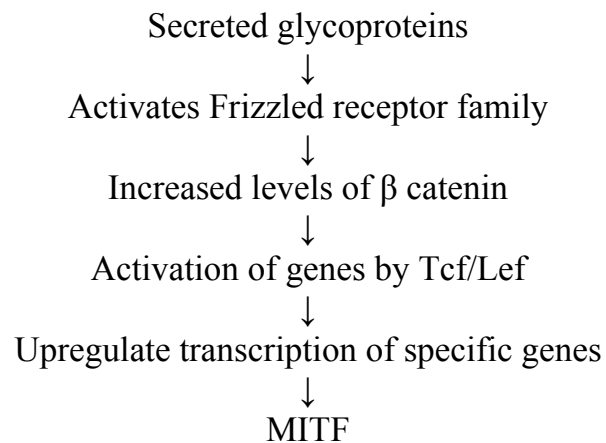 Secreted glycoproteins
↓
Activates Frizzled receptor family
↓
Increased levels of β catenin
↓
Activation of genes by Tcf/Lef
↓
Upregulate transcription of specific genes
↓
MITF